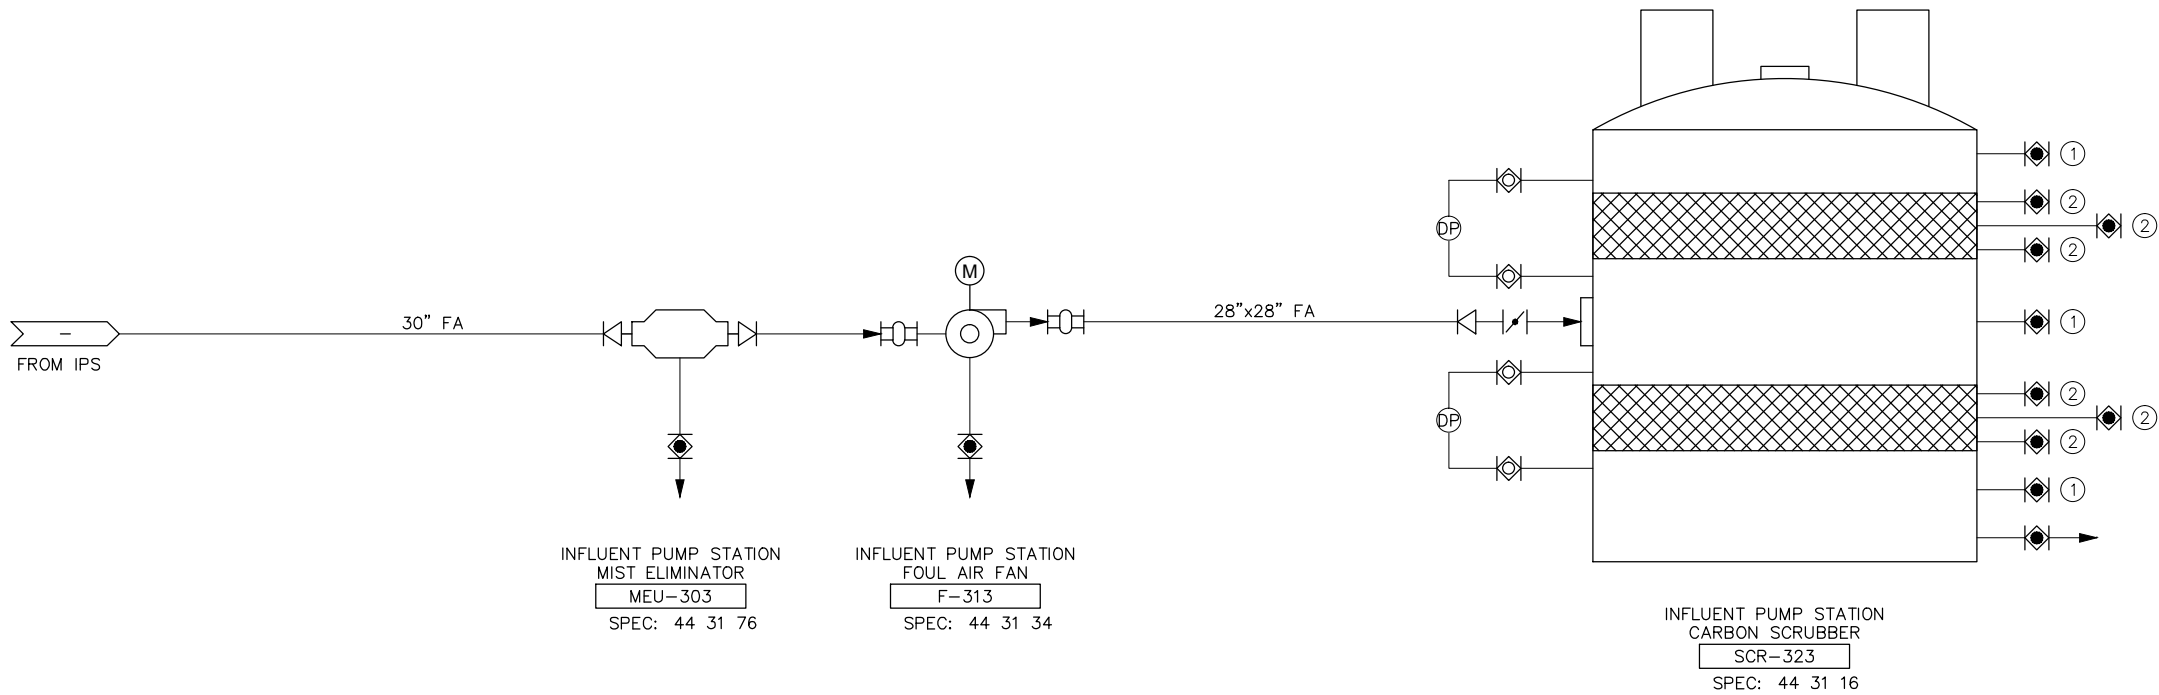 1
2
2
DP
2
M
30” FA
28”x28” FA
1
–
FROM IPS
2
DP
2
2
1
INFLUENT PUMP STATION
MIST ELIMINATOR
MEU–303
SPEC: 44 31 76
INFLUENT PUMP STATION
FOUL AIR FAN
F–313
SPEC: 44 31 34
INFLUENT PUMP STATION
CARBON SCRUBBER
SCR–323
SPEC: 44 31 16